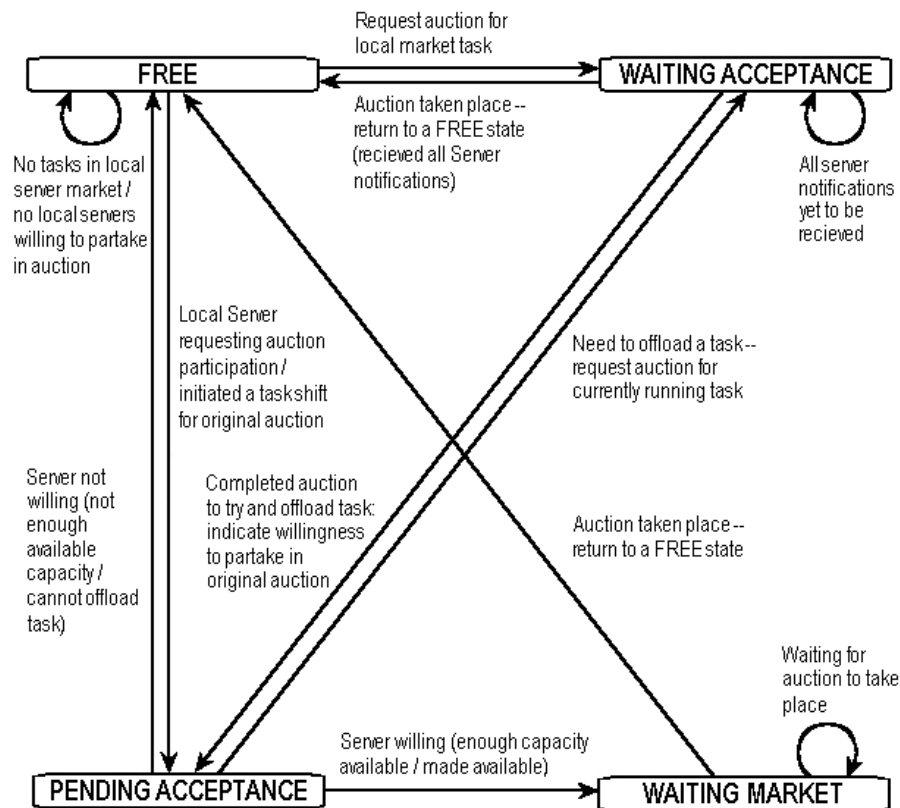 Request auction for
local market task
FREE
WAITING ACCEPTANCE
Auction taken place --
return to a FREE state
(recieved all Server
notifications)
No tasks in local
server market /
no local servers
willing to partake
in auction
All server
notifications
yet to be
recieved
Local Server
requesting auction
participation /
initiated a taskshift
for original auction
Need to offload a task--
request auction for
currently running task
Server not
willing (not
enough
available
capacity /
cannot offload
task)
Completed auction
to try and offload task:
indicate willingness
to partake in
original auction
Auction taken place --
return to a FREE state
Waiting for
auction to take
place
Server willing (enough capacity
available / made available)
PENDING ACCEPTANCE
WAITING MARKET